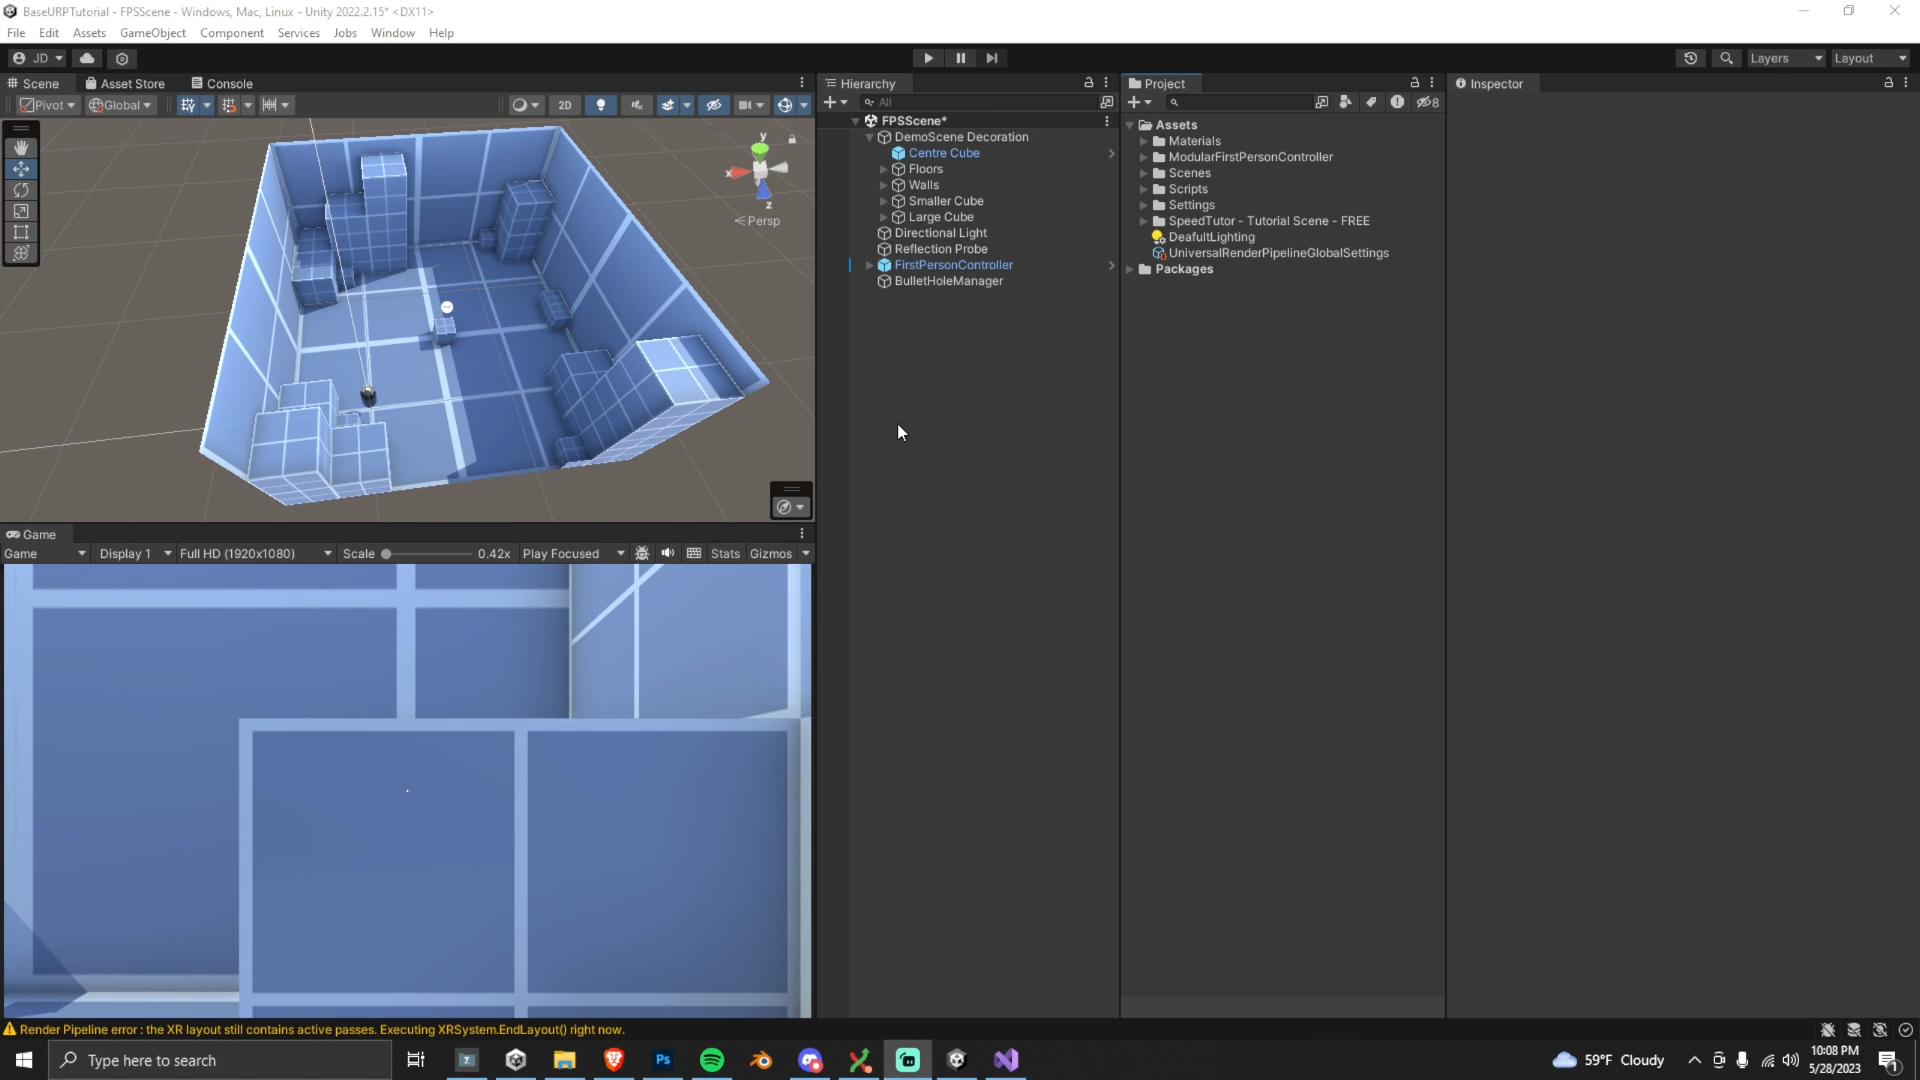 BaseURPTutorial - FPSScene - Windows, Mac, Linux - Unity 2022.2.15* <DX11>
File Edit Assets GameObject Component Services Jobs Window Help
JD Layers Layout
Scene Asset Store Console
Pivot Global 2D
y
x
z
Persp
Game
Game Display 1 Full HD (1920x1080) Scale 0.42x Play Focused Stats Gizmos
Hierarchy
All
FPSScene*
DemoScene Decoration
Centre Cube
Floors
Walls
Smaller Cube
Large Cube
Directional Light
Reflection Probe
FirstPersonController
BulletHoleManager
Project
8
Assets
Materials
ModularFirstPersonController
Scenes
Scripts
Settings
SpeedTutor - Tutorial Scene - FREE
DeafultLighting
UniversalRenderPipelineGlobalSettings
Packages
Inspector
Render Pipeline error : the XR layout still contains active passes. Executing XRSystem.EndLayout() right now.
Type here to search
Ps
59°F Cloudy
10:08 PM
5/28/2023
1